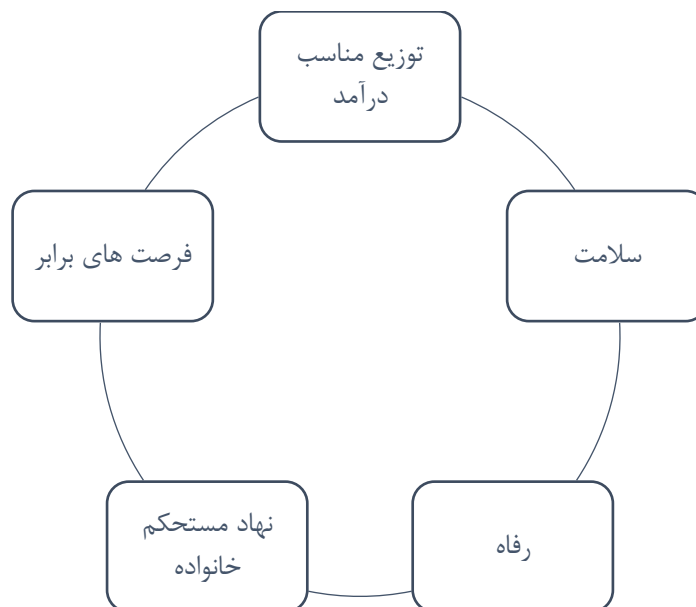 توزیع مناسب
درآمد
سلامت
رفاه
نهاد مستحکم
خانواده
فرصت های برابر